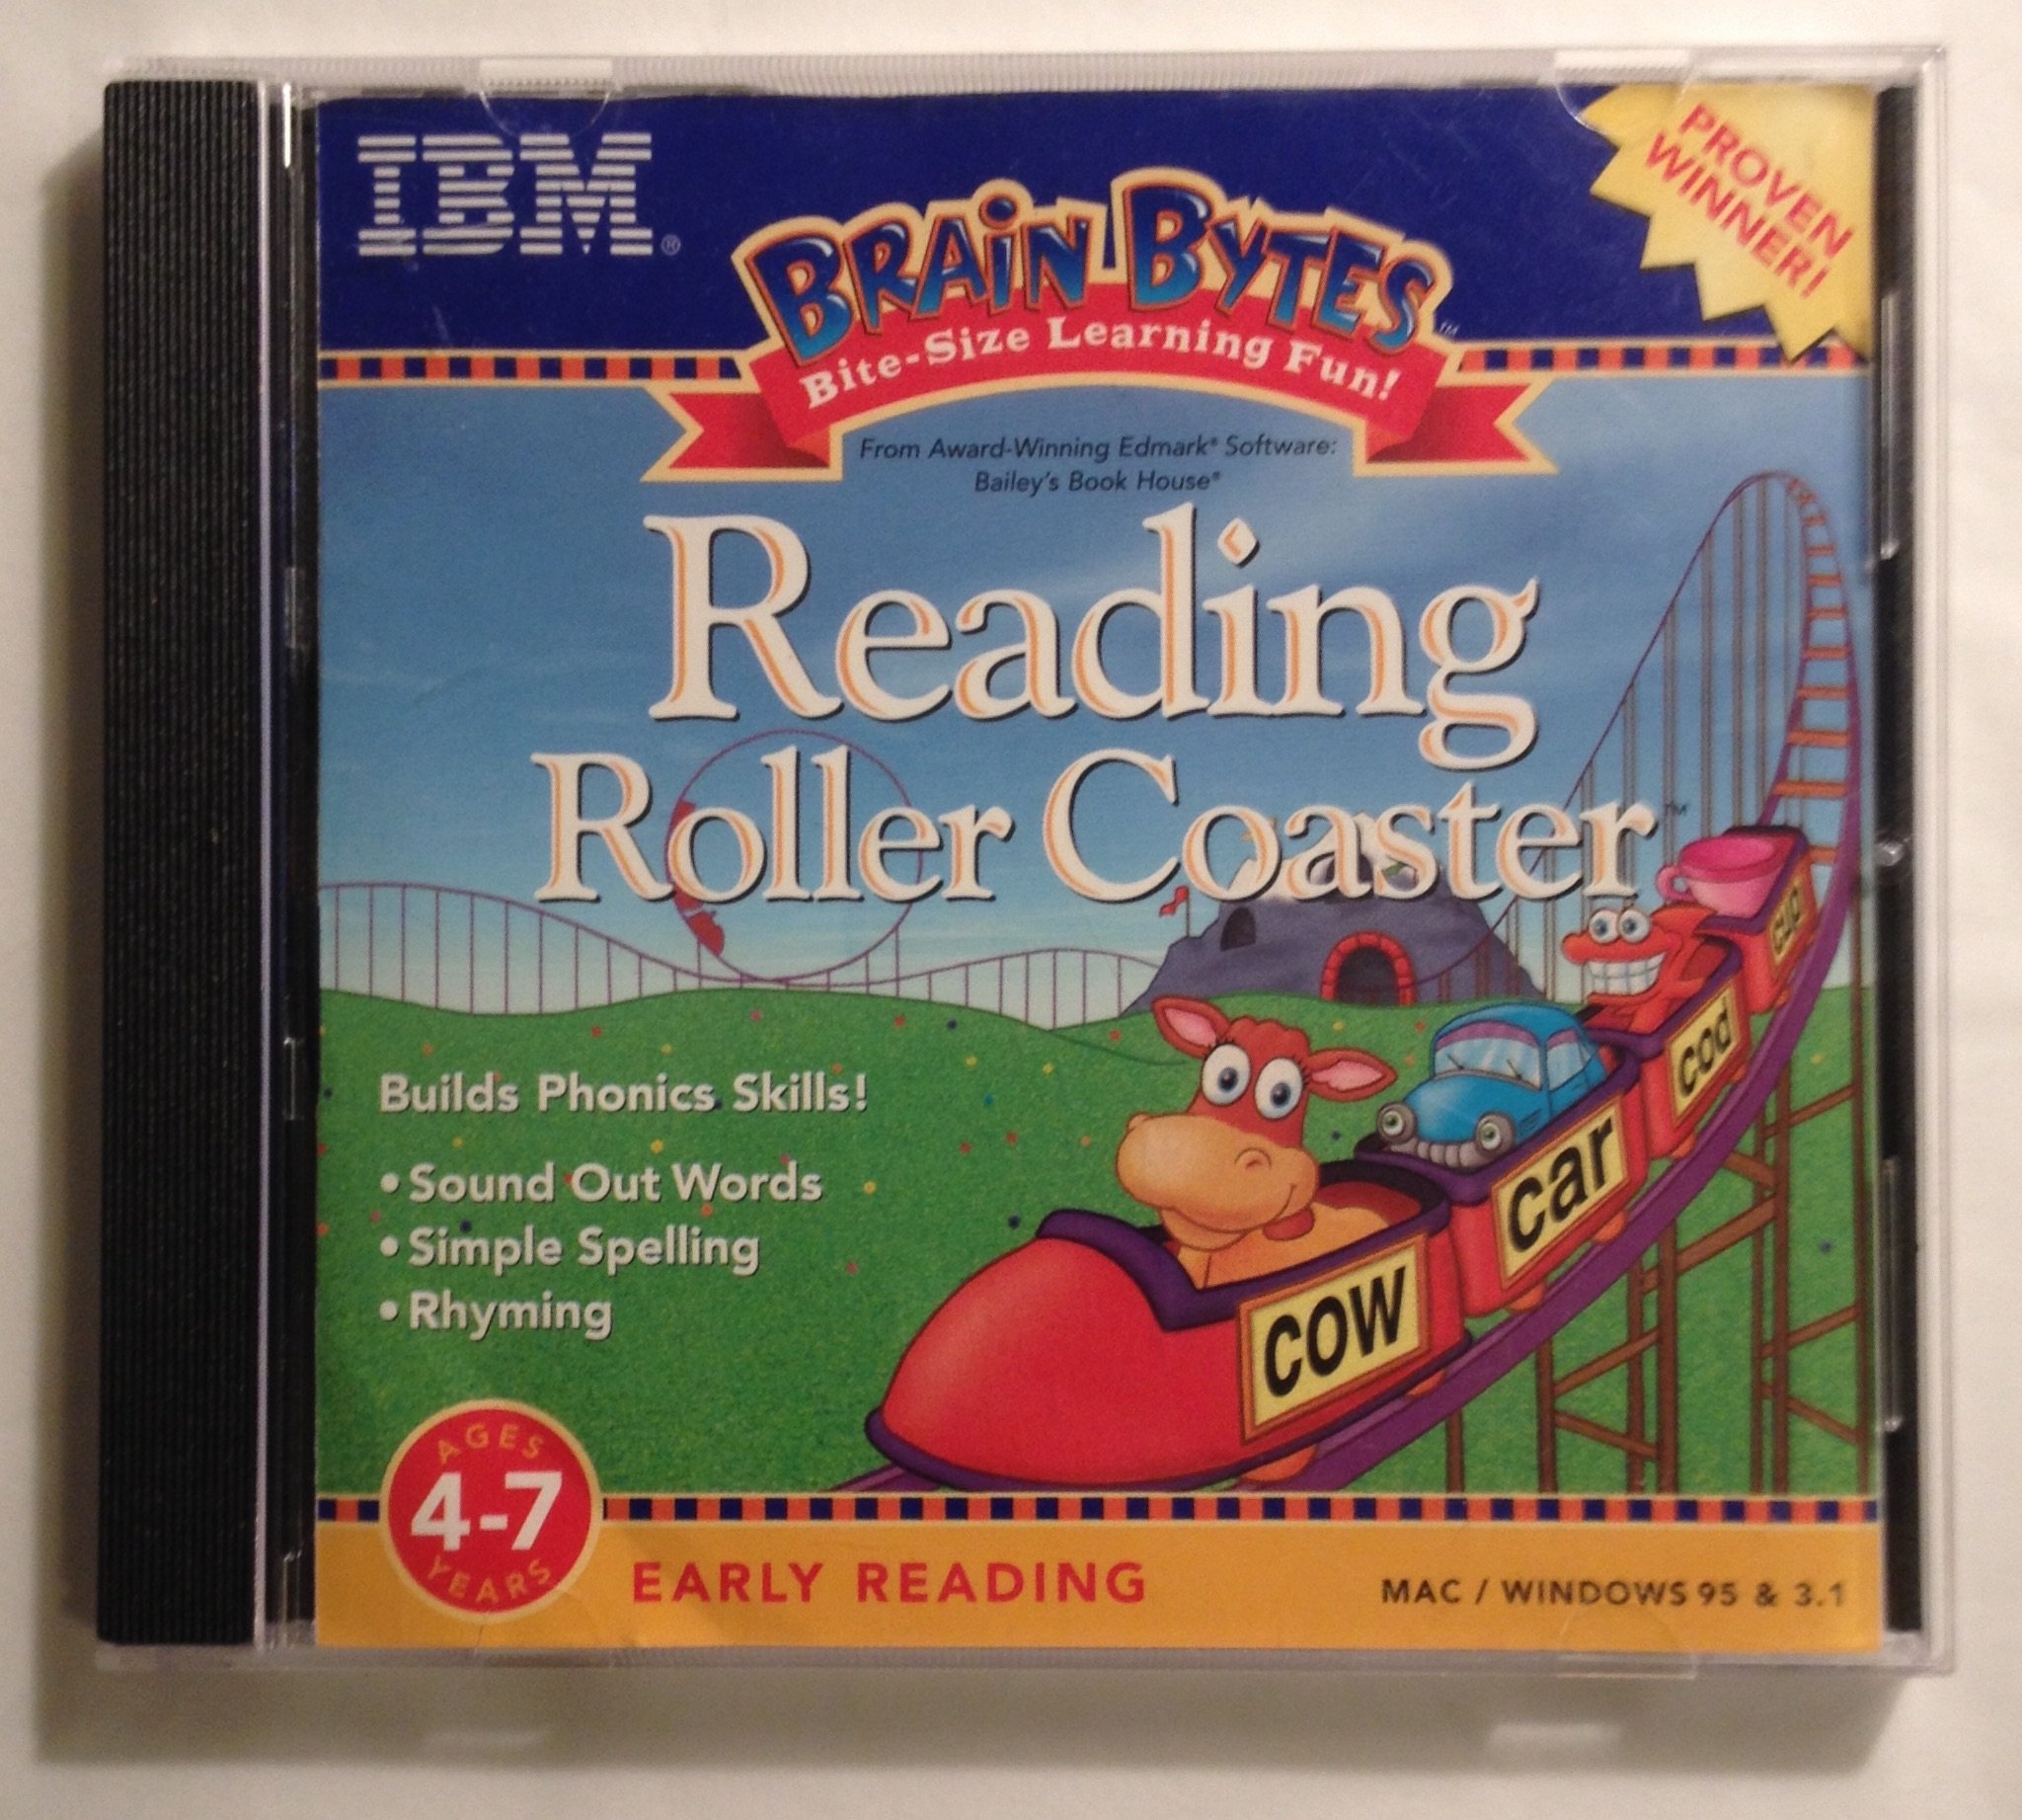 IBM®
PROVEN
WINNER!
BRAIN BYTES™
Bite-Size Learning Fun!
From Award-Winning Edmark® Software:
Bailey's Book House®
Reading
Roller Coaster™
cup
cod
car
cow
Builds Phonics Skills!
• Sound Out Words
• Simple Spelling
• Rhyming
AGES
4-7
YEARS
EARLY READING
MAC / WINDOWS 95 & 3.1